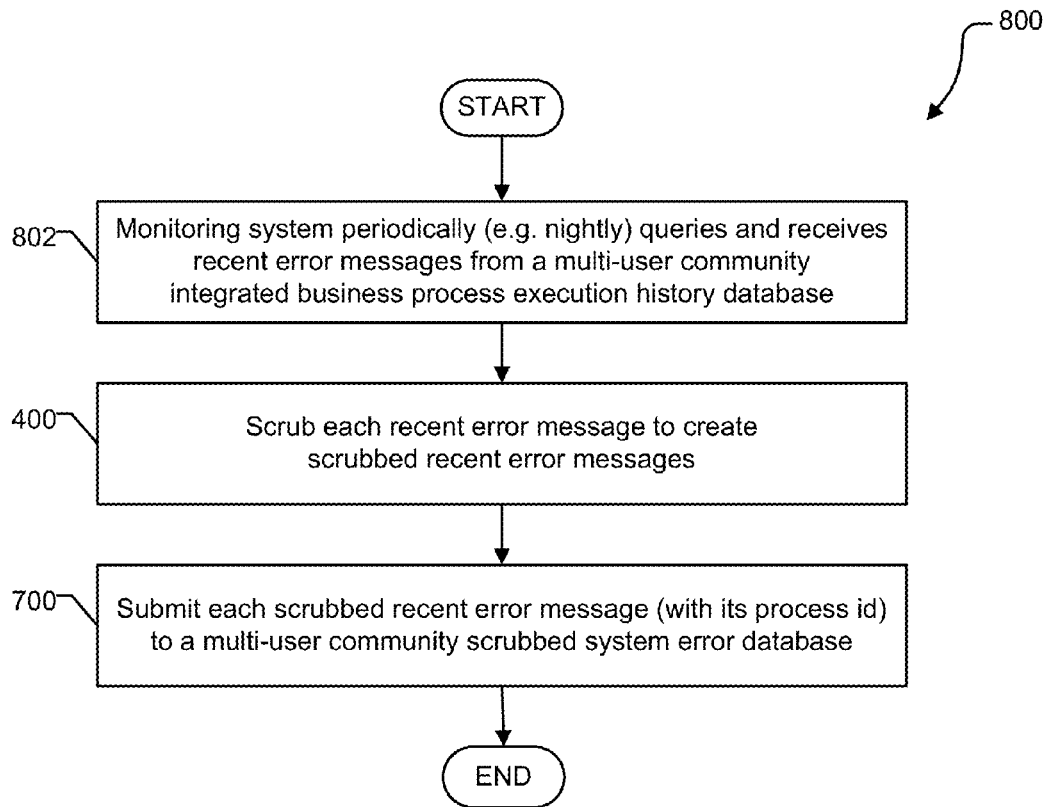 800
START
802
Monitoring system periodically (e.g. nightly) queries and receives
recent error messages from a multi-user community
integrated business process execution history database
400
Scrub each recent error message to create
scrubbed recent error messages
700
Submit each scrubbed recent error message (with its process id)
to a multi-user community scrubbed system error database
END